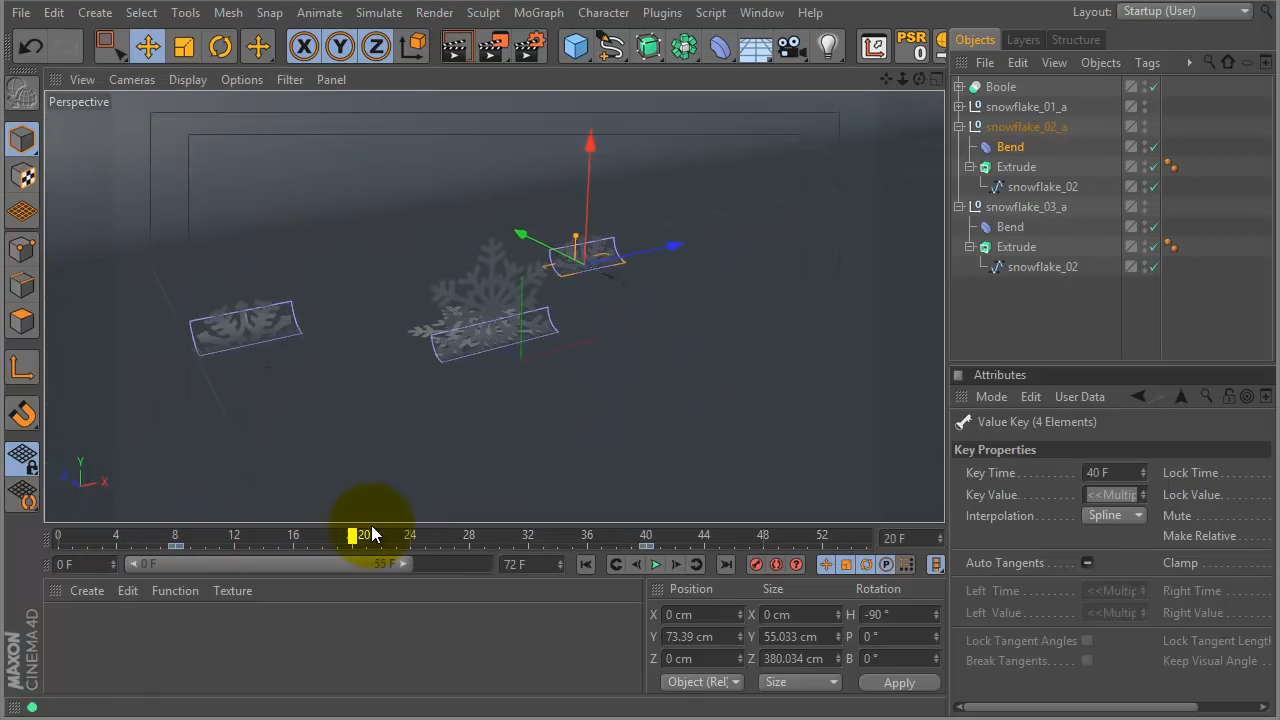 File Edit Create Select Tools Mesh Snap Animate Simulate Render Sculpt MoGraph Character Plugins Script Window Help Layout: Startup (User)
X Y Z PSR 0
Objects Layers Structure
View Cameras Display Options Filter Panel
File Edit View Objects Tags
Perspective
Boole
snowflake_01_a
snowflake_02_a
Bend
Extrude
snowflake_02
snowflake_03_a
Bend
Extrude
snowflake_02
Attributes
Mode Edit User Data
Value Key (4 Elements)
Key Properties
Key Time 40 F Lock Time
Key Value <<Multip Lock Value
Interpolation Spline Mute
Make Relative
Auto Tangents Clamp
Left Time <<Multip Right Time
Left Value <<Multip Right Value
Lock Tangent Angles Lock Tangent Length
Break Tangents Keep Visual Angle
Y
X
Z
0 4 8 12 16 20 24 28 32 36 40 44 48 52 20 F
0 F 0 F 55 F 72 F
Create Edit Function Texture
Position Size Rotation
X 0 cm X 0 cm H -90 °
Y 73.39 cm Y 55.033 cm P 0 °
Z 0 cm Z 380.034 cm B 0 °
Object (Rel) Size Apply
MAXON
CINEMA 4D